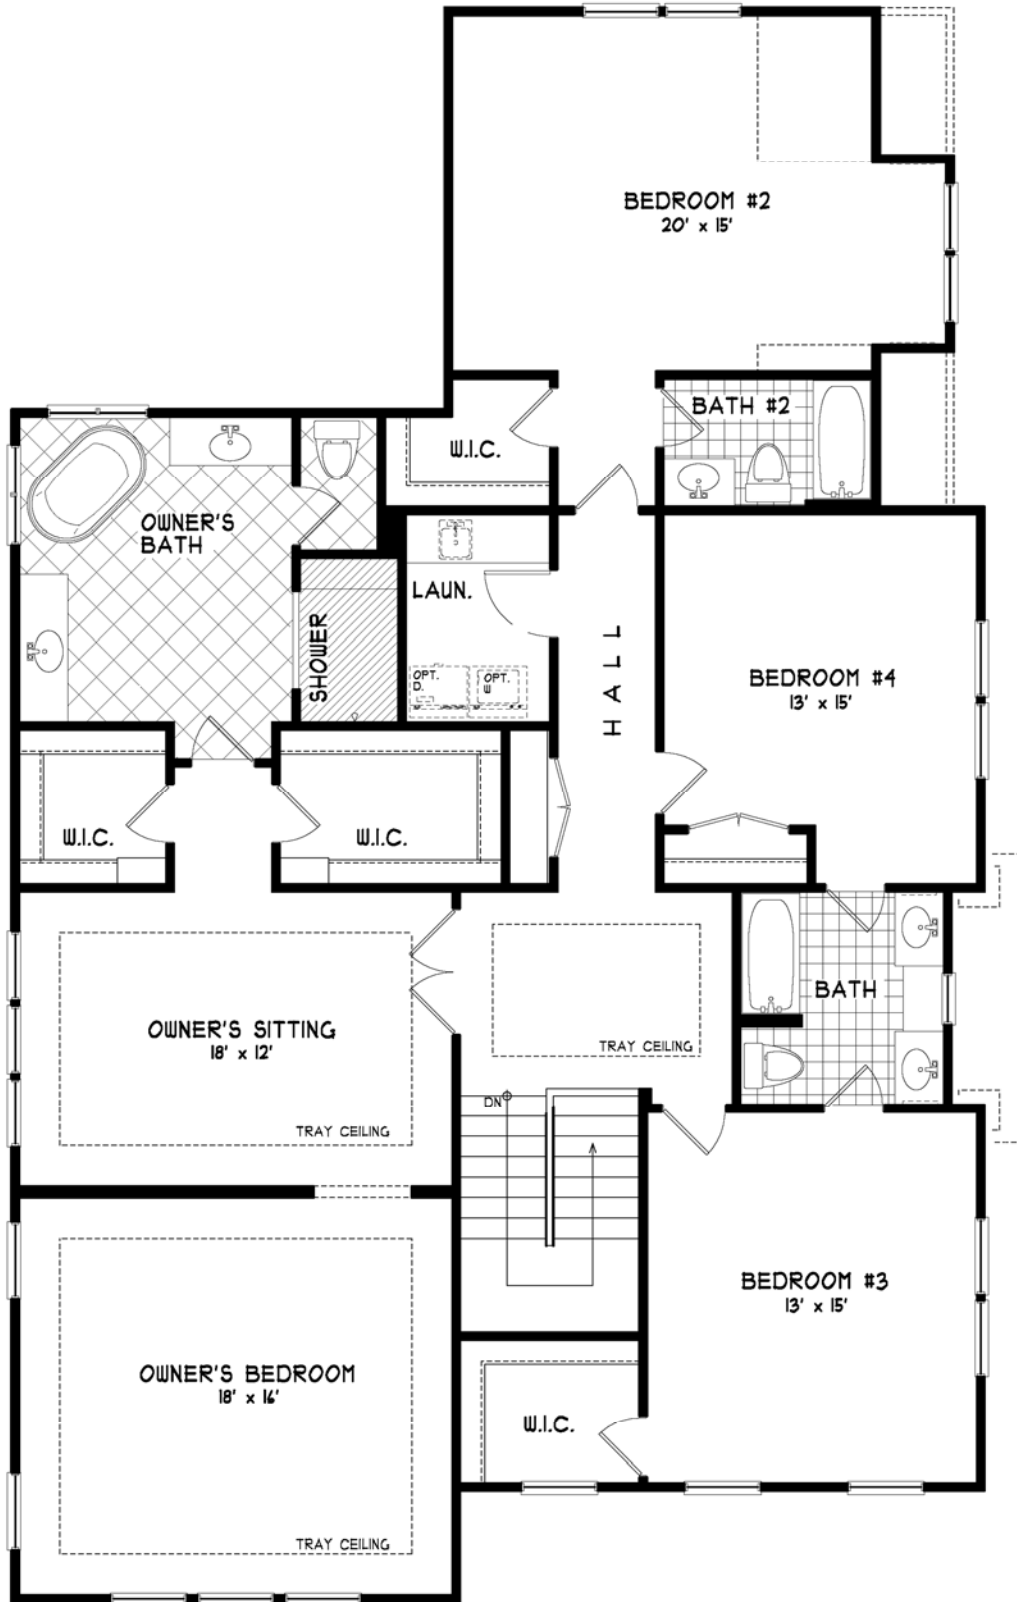 BEDROOM #2
20' x 15'
BATH #2
W.I.C.
OWNER'S
BATH
LAUN.
SHOWER
HALL
OPT.
D.
OPT.
W
BEDROOM #4
13' x 15'
W.I.C.
W.I.C.
BATH
OWNER'S SITTING
18' x 12'
TRAY CEILING
TRAY CEILING
DN
BEDROOM #3
13' x 15'
OWNER'S BEDROOM
18' x 16'
W.I.C.
TRAY CEILING